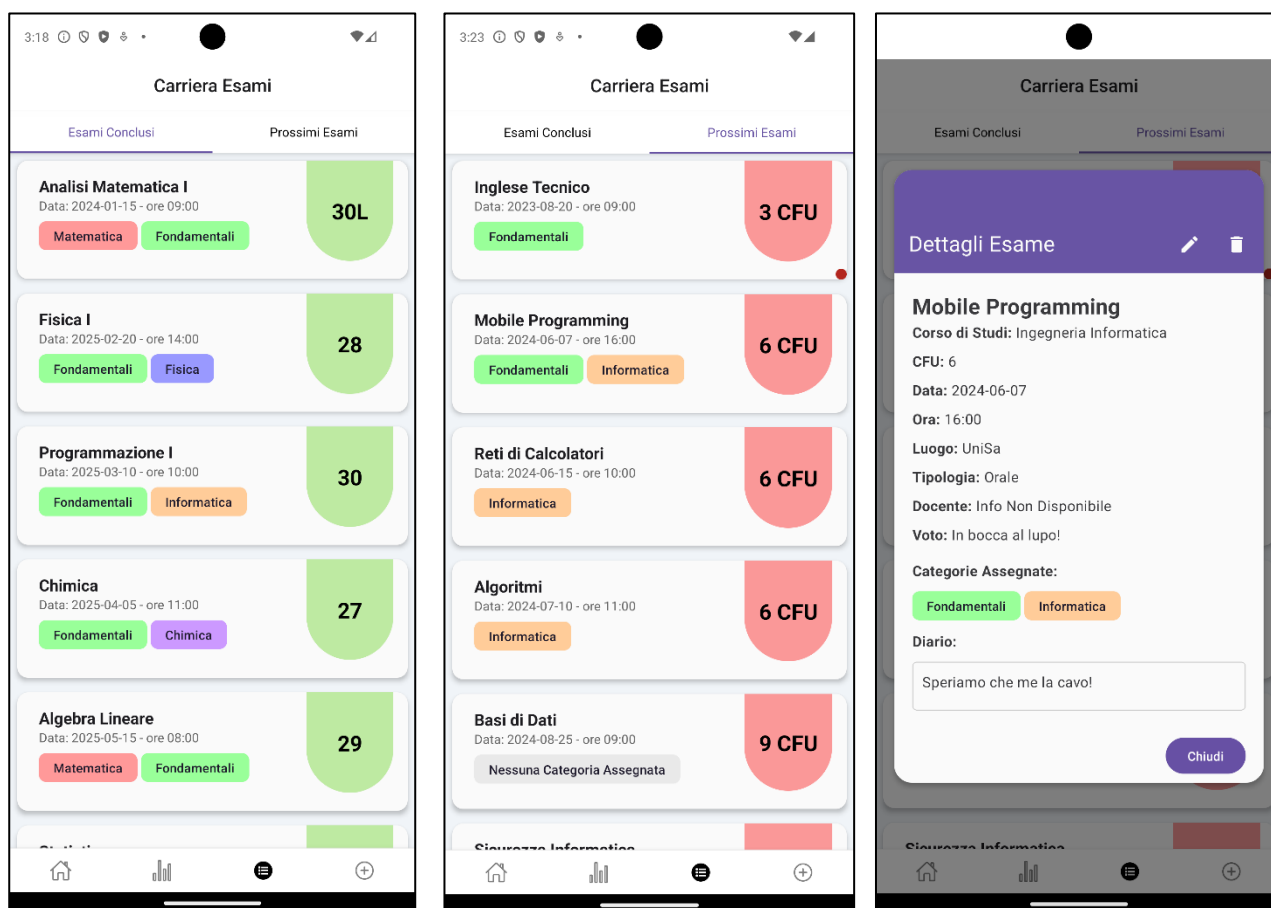 3:18
Carriera Esami
Esami Conclusi Prossimi Esami
Analisi Matematica I
Data: 2024-01-15 - ore 09:00
Matematica Fondamentali
30L
Fisica I
Data: 2025-02-20 - ore 14:00
Fondamentali Fisica
28
Programmazione I
Data: 2025-03-10 - ore 10:00
Fondamentali Informatica
30
Chimica
Data: 2025-04-05 - ore 11:00
Fondamentali Chimica
27
Algebra Lineare
Data: 2025-05-15 - ore 08:00
Matematica Fondamentali
29
3:23
Carriera Esami
Esami Conclusi Prossimi Esami
Inglese Tecnico
Data: 2023-08-20 - ore 09:00
Fondamentali
3 CFU
Mobile Programming
Data: 2024-06-07 - ore 16:00
Fondamentali Informatica
6 CFU
Reti di Calcolatori
Data: 2024-06-15 - ore 10:00
Informatica
6 CFU
Algoritmi
Data: 2024-07-10 - ore 11:00
Informatica
6 CFU
Basi di Dati
Data: 2024-08-25 - ore 09:00
Nessuna Categoria Assegnata
9 CFU
Sicurezza Informatica
Carriera Esami
Esami Conclusi Prossimi Esami
Dettagli Esame
Mobile Programming
Corso di Studi: Ingegneria Informatica
CFU: 6
Data: 2024-06-07
Ora: 16:00
Luogo: UniSa
Tipologia: Orale
Docente: Info Non Disponibile
Voto: In bocca al lupo!
Categorie Assegnate:
Fondamentali Informatica
Diario:
Speriamo che me la cavo!
Chiudi
Sicurezza Informatica